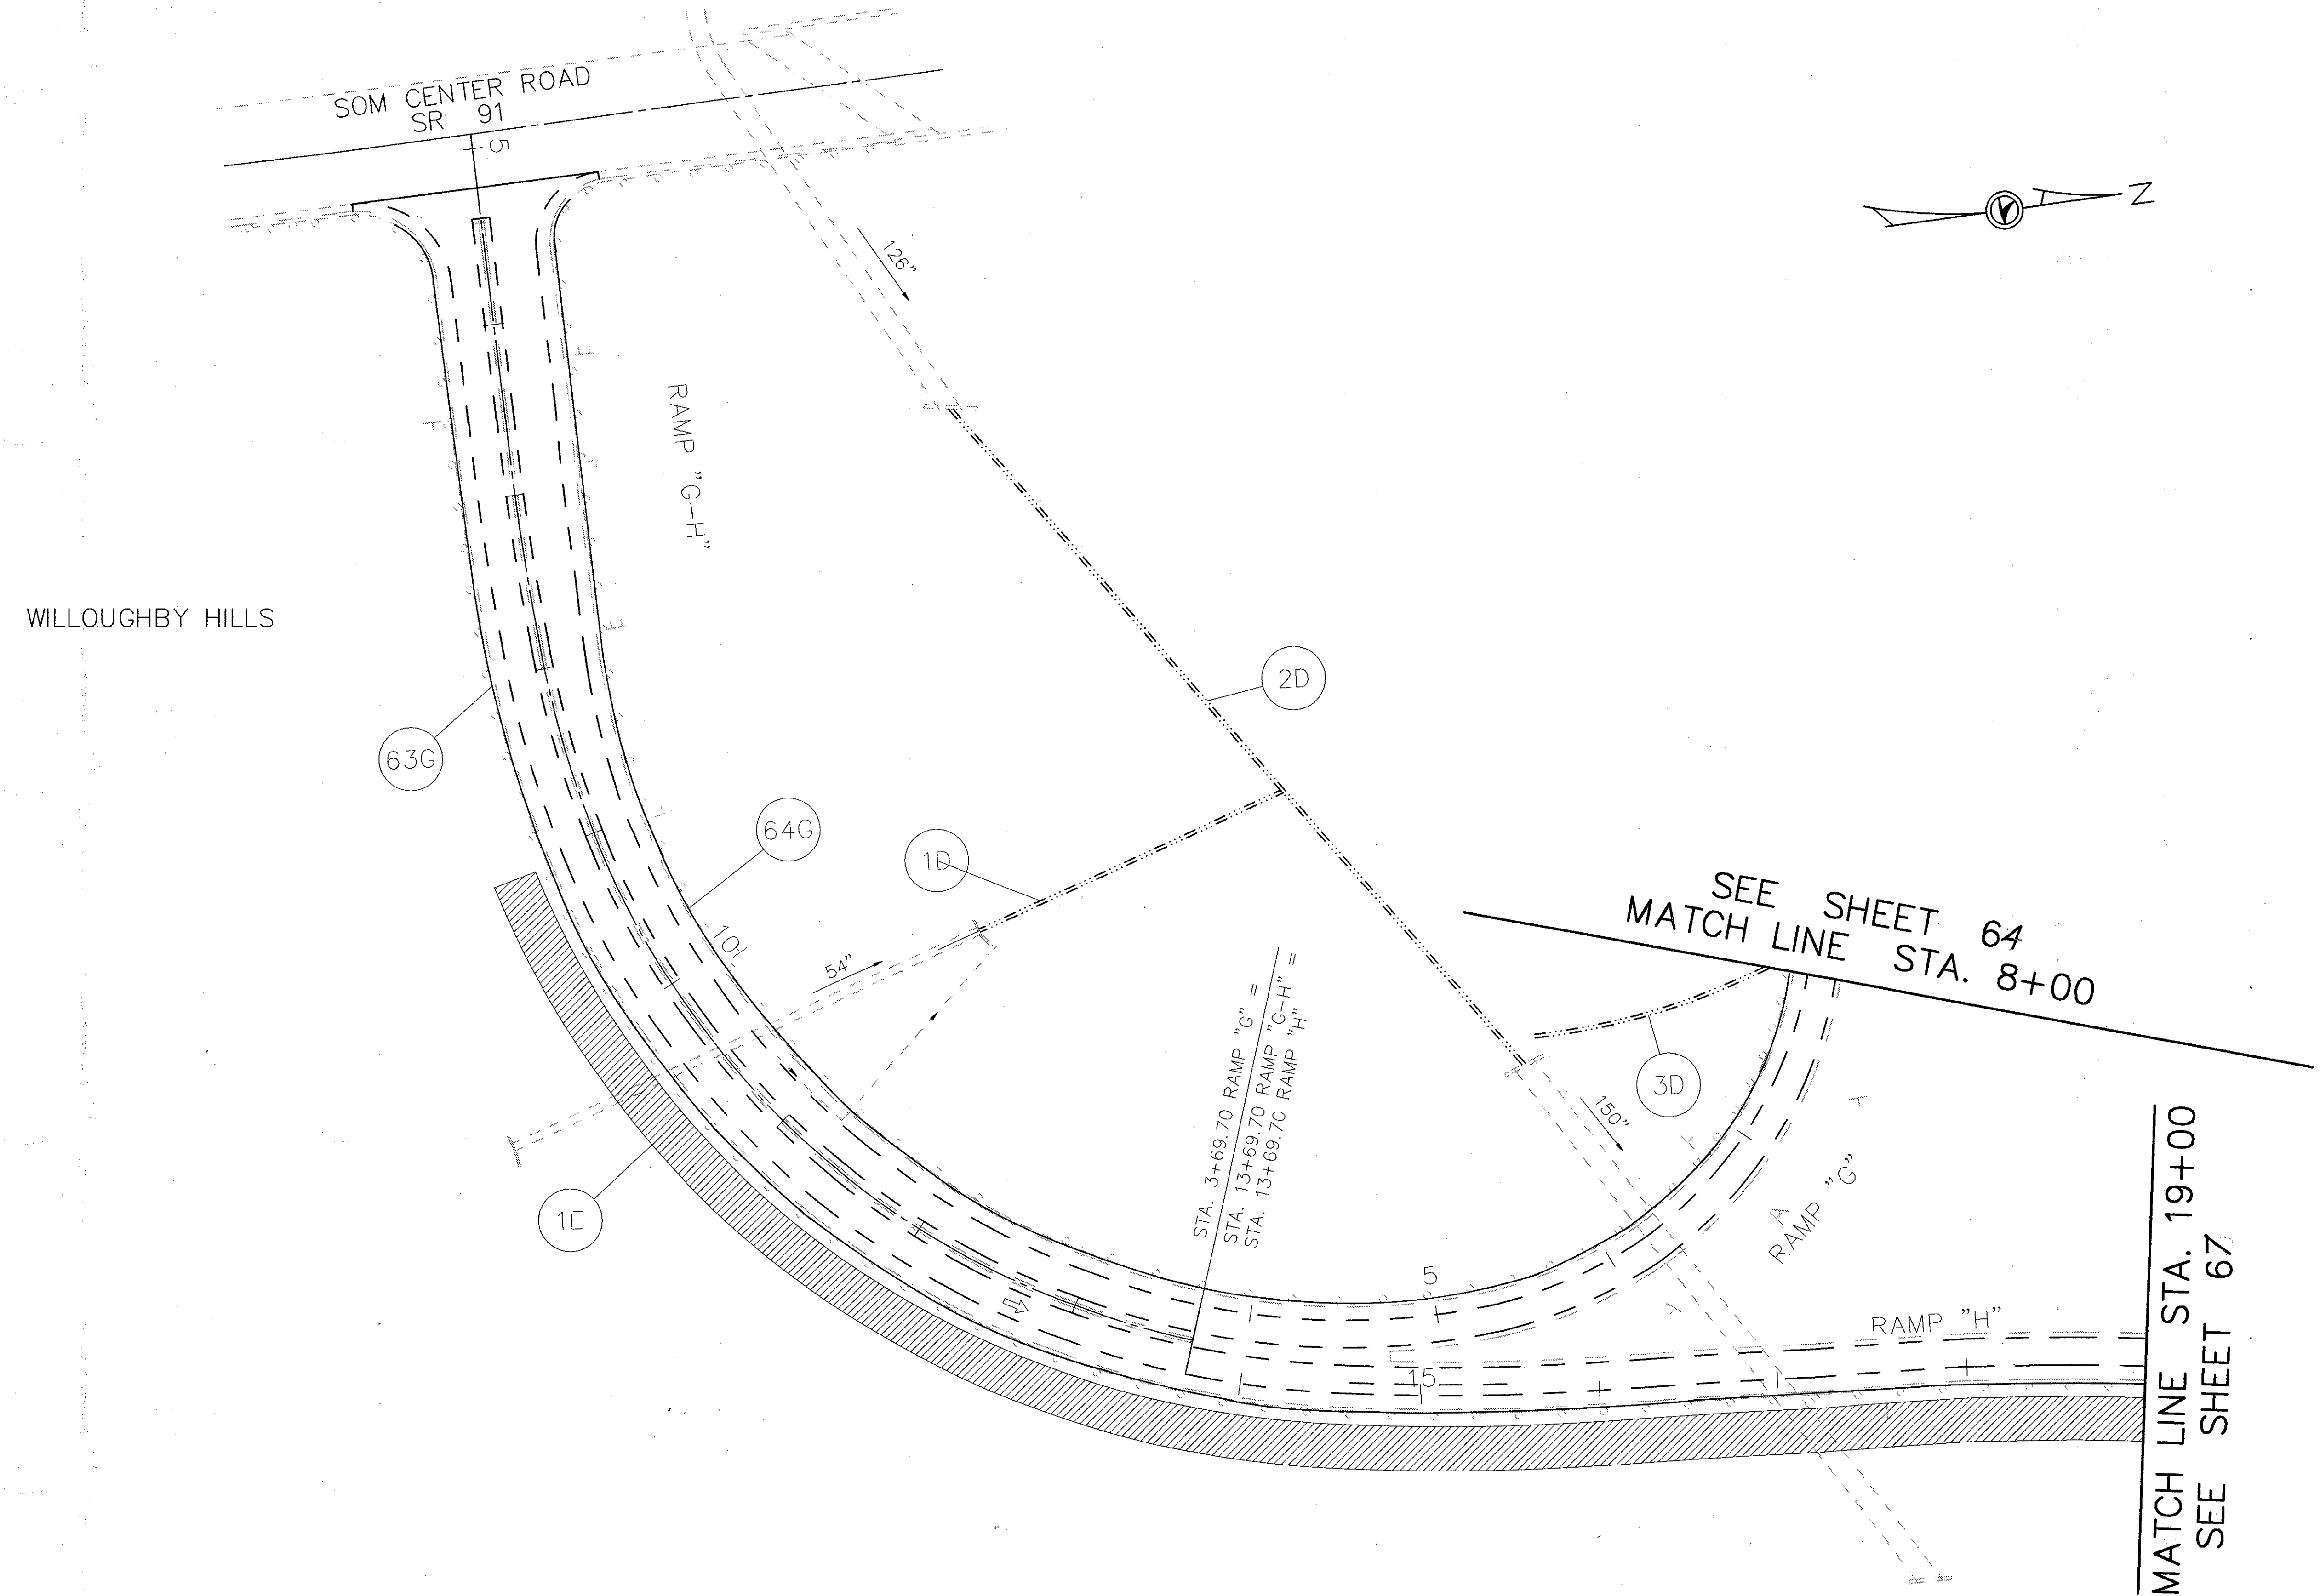 SOM CENTER ROAD
SR 91
5
N
126"
RAMP "G-H"
WILLOUGHBY HILLS
2D
63G
64G
1D
10
54"
SEE SHEET 64
MATCH LINE STA. 8+00
STA. 3+69.70 RAMP "G" =
STA. 13+69.70 RAMP "G-H" =
STA. 13+69.70 RAMP "H" =
3D
150"
1E
RAMP "G"
5
RAMP "H"
15
MATCH LINE STA. 19+00
SEE SHEET 67